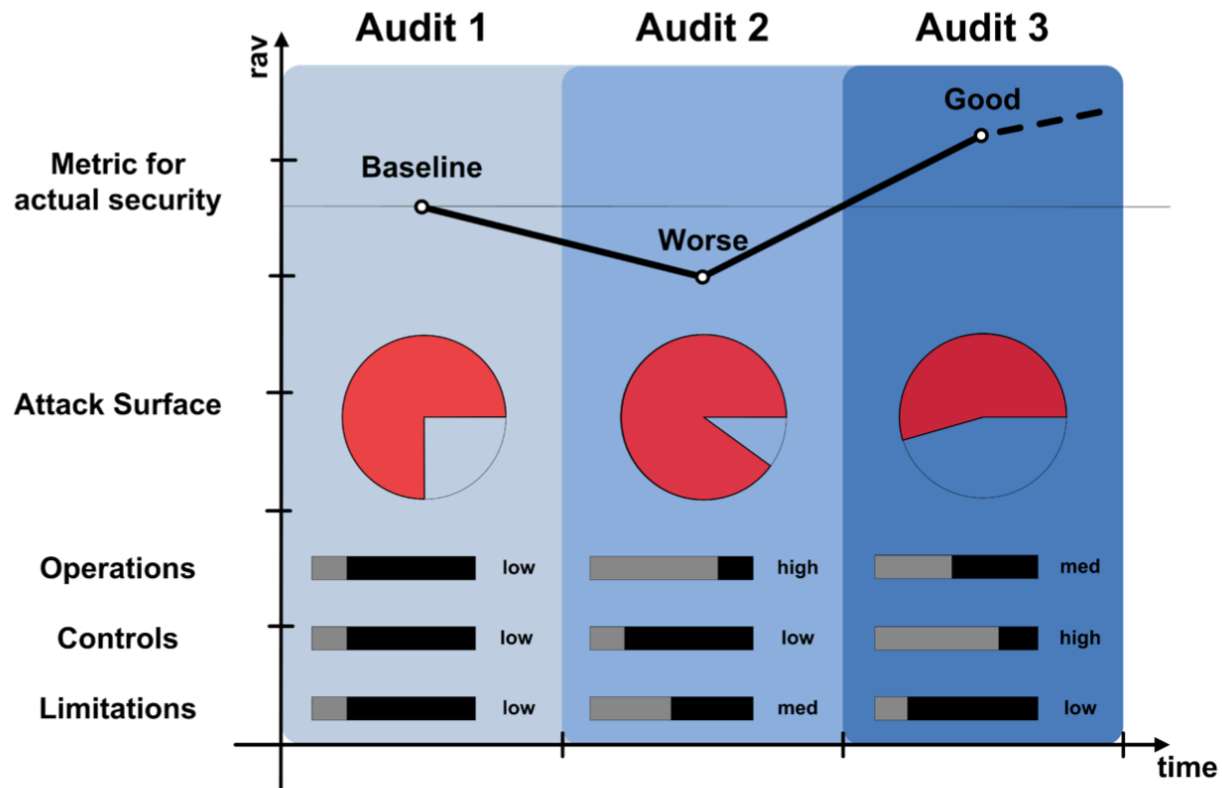 Audit 1
Audit 2
Audit 3
rav
Good
Metric for
actual security
Baseline
Worse
Attack Surface
Operations
low
high
med
Controls
low
low
high
Limitations
low
med
low
time